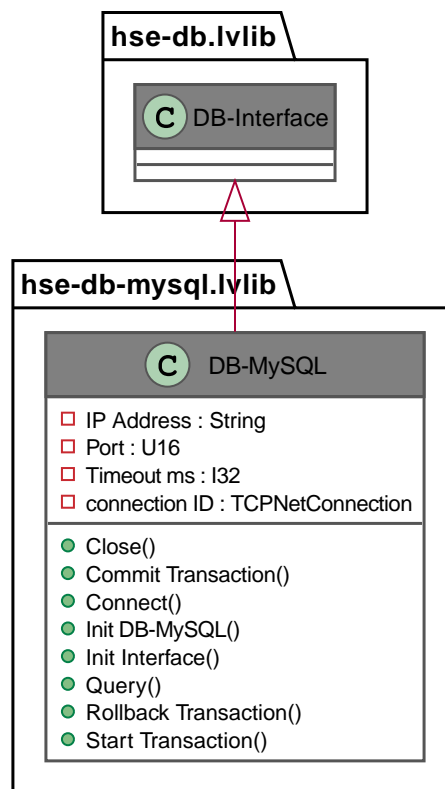 hse-db.lvlib
C DB-Interface
hse-db-mysql.lvlib
C DB-MySQL
IP Address : String
Port : U16
Timeout ms : I32
connection ID : TCPNetConnection
Close()
Commit Transaction()
Connect()
Init DB-MySQL()
Init Interface()
Query()
Rollback Transaction()
Start Transaction()